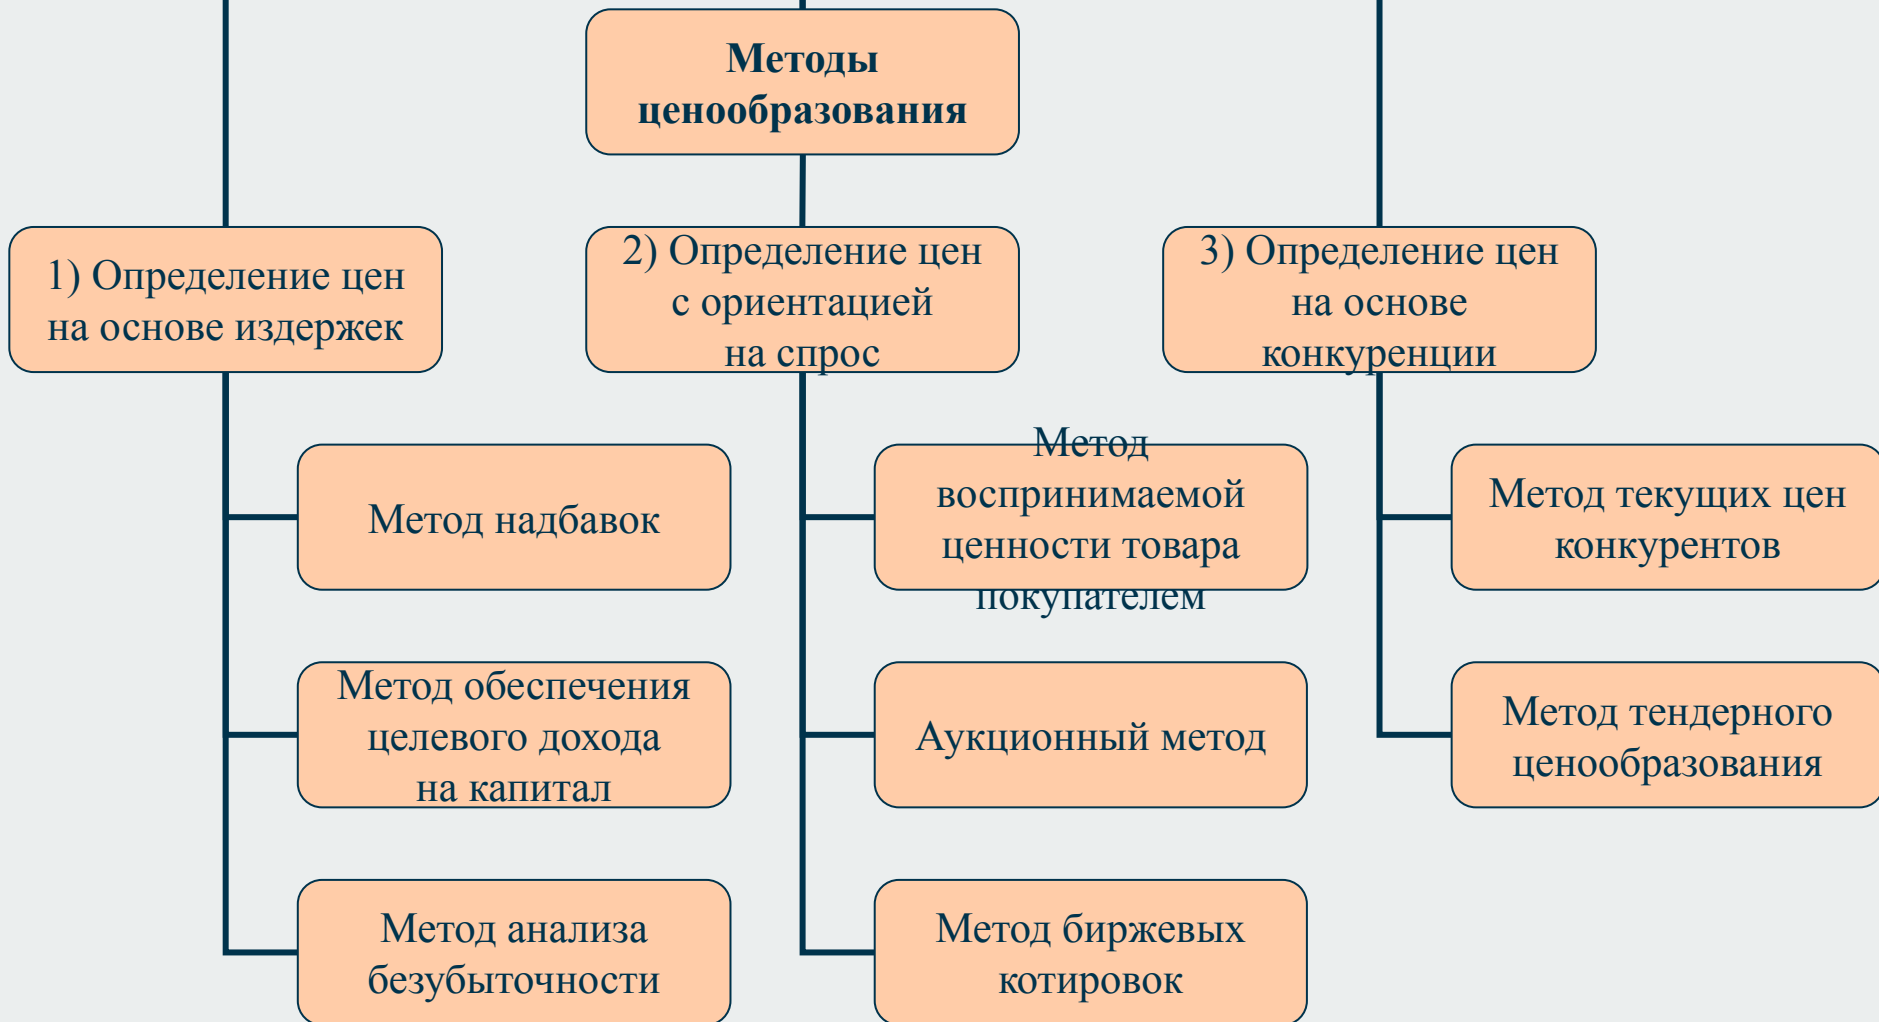 Методы
ценообразования
1) Определение цен
на основе издержек
2) Определение цен
с ориентацией
на спрос
3) Определение цен
на основе
конкуренции
Метод надбавок
Метод обеспечения
целевого дохода
на капитал
Метод анализа
безубыточности
Метод
воспринимаемой
ценности товара
покупателем
Аукционный метод
Метод биржевых
котировок
Метод текущих цен
конкурентов
Метод тендерного
ценообразования